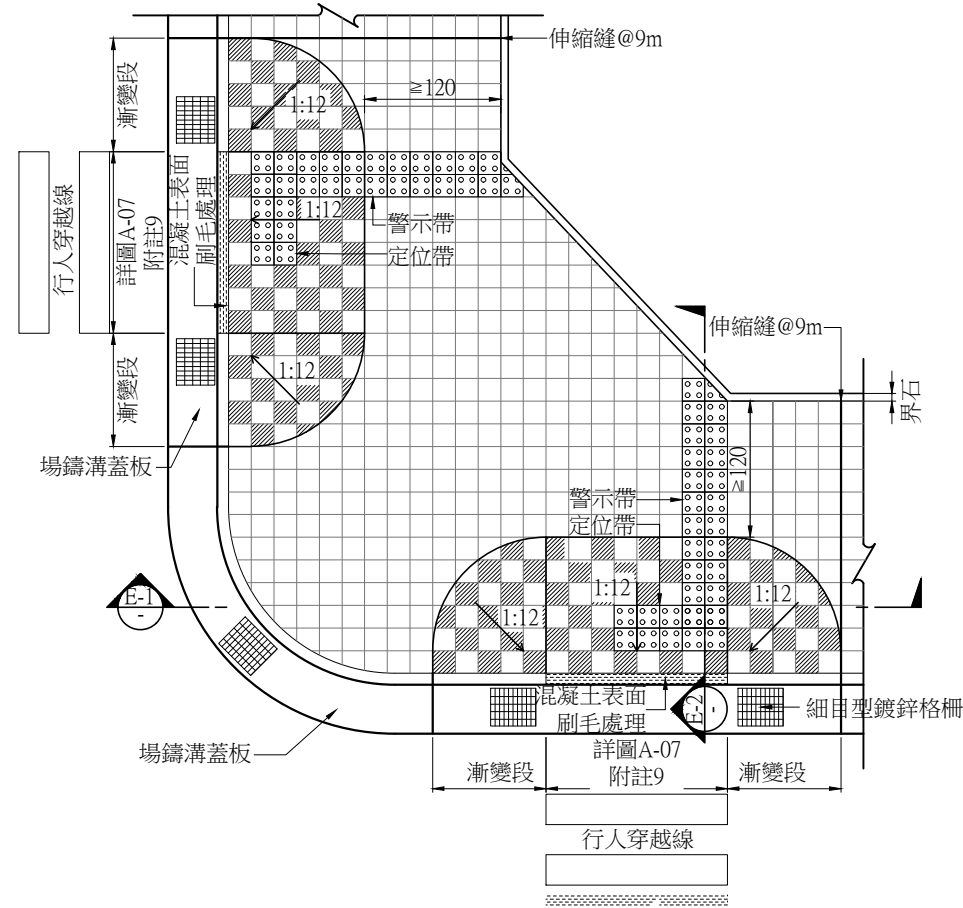 伸縮縫@9m
漸變段
1:12
≧120
行人穿越線
詳圖A-07
附註9
混凝土表面
刷毛處理
1:12
警示帶
定位帶
伸縮縫@9m
漸變段
1:12
界石
場鑄溝蓋板
≧120
警示帶
定位帶
E-1
-
1:12
1:12
1:12
混凝土表面
刷毛處理
E-2
-
細目型鍍鋅格柵
場鑄溝蓋板
漸變段
詳圖A-07
附註9
漸變段
行人穿越線